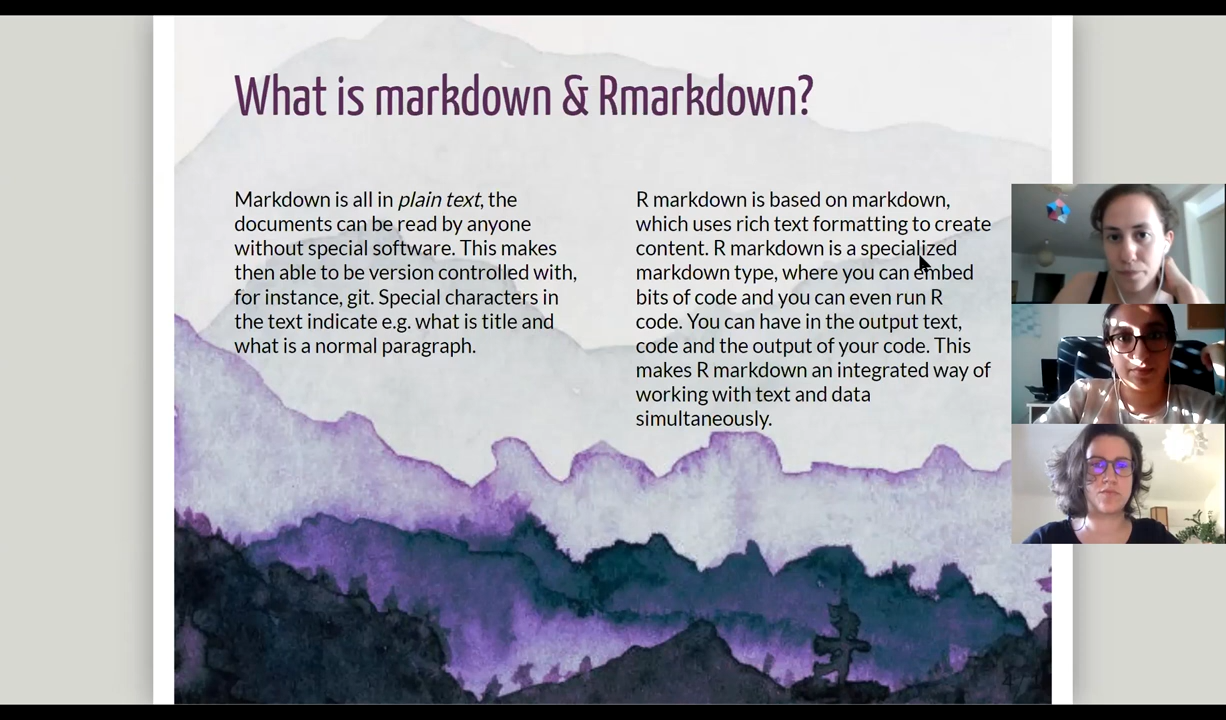 What is markdown & Rmarkdown?
Markdown is all in plain text, the
documents can be read by anyone
without special software. This makes
then able to be version controlled with,
for instance, git. Special characters in
the text indicate e.g. what is title and
what is a normal paragraph.
R markdown is based on markdown,
which uses rich text formatting to create
content. R markdown is a specialized
markdown type, where you can embed
bits of code and you can even run R
code. You can have in the output text,
code and the output of your code. This
makes R markdown an integrated way of
working with text and data
simultaneously.